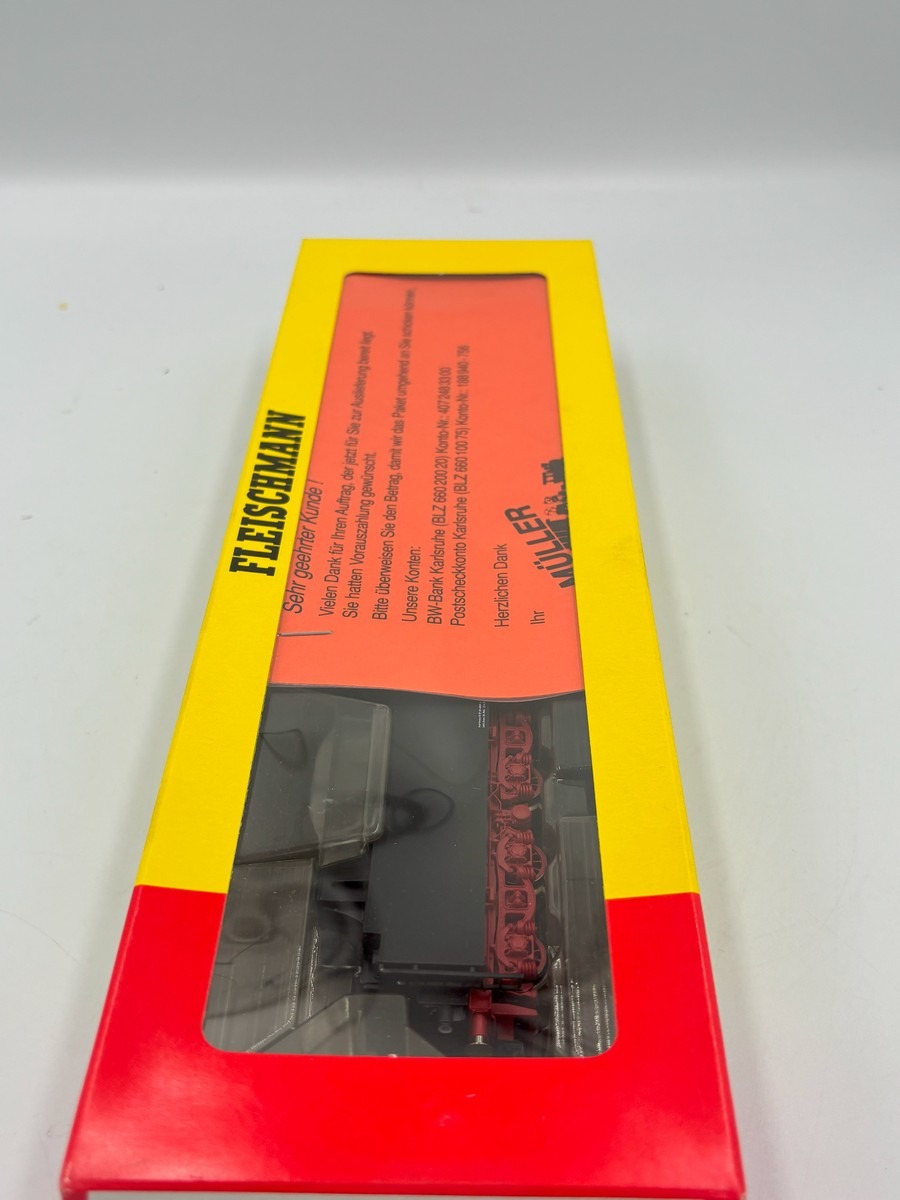 FLEISCHMANN
Sehr geehrter Kunde !
Vielen Dank für Ihren Auftrag, der jetzt für Sie zur Auslieferung bereit liegt
Sie hatten Vorauszahlung gewünscht.
Bitte überweisen Sie den Betrag, damit wir das Paket umgehend an Sie schicken können.
Unsere Konten:
BW-Bank Karlsruhe (BLZ 660 200 20) Konto-Nr.: 407 248 33 00
Postscheckkonto Karlsruhe (BLZ 660 100 75) Konto-Nr.: 188 940 - 756
Herzlichen Dank
Ihr
MÜLLER